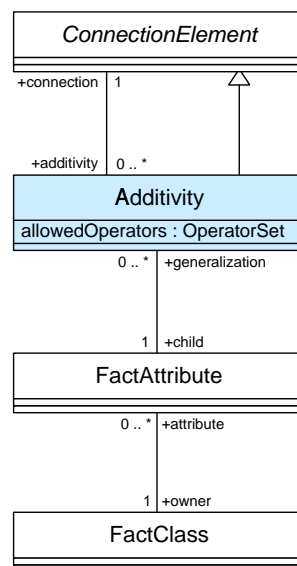 ConnectionElement
+connection 1
+additivity 0 .. *
Additivity
allowedOperators : OperatorSet
0 .. * +generalization
1 +child
FactAttribute
0 .. * +attribute
1 +owner
FactClass